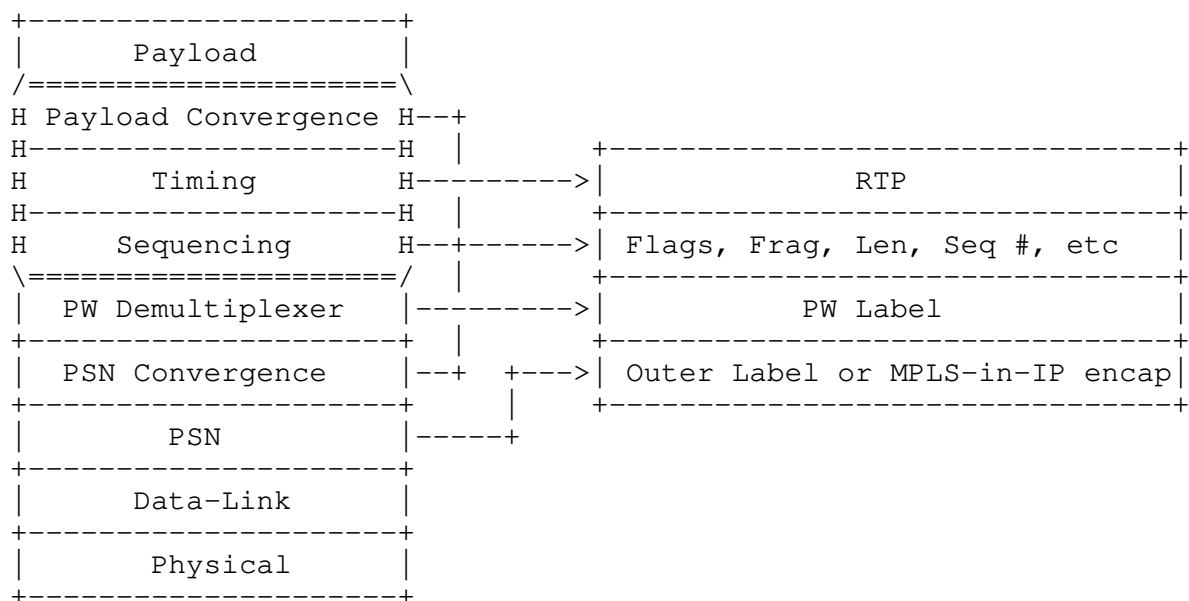 Payload
Payload Convergence
Timing
RTP
Sequencing
Flags, Frag, Len, Seq #, etc
PW Demultiplexer
PW Label
PSN Convergence
Outer Label or MPLS-in-IP encap
PSN
Data-Link
Physical